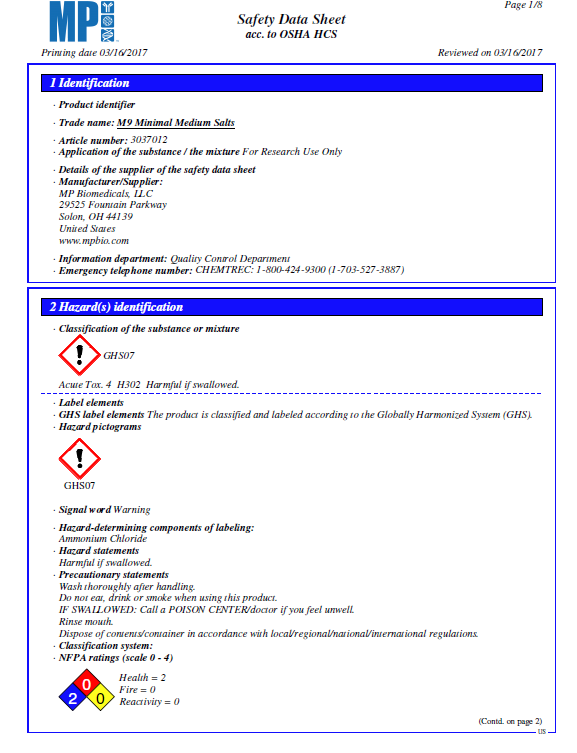 Page 1/8
MP
Safety Data Sheet
acc. to OSHA HCS
Printing date 03/16/2017 Reviewed on 03/16/2017
1 Identification
· Product identifier
· Trade name: M9 Minimal Medium Salts
· Article number: 3037012
· Application of the substance / the mixture For Research Use Only
· Details of the supplier of the safety data sheet
· Manufacturer/Supplier:
MP Biomedicals, LLC
29525 Fountain Parkway
Solon, OH 44139
United States
www.mpbio.com
· Information department: Quality Control Department
· Emergency telephone number: CHEMTREC: 1-800-424-9300 (1-703-527-3887)
2 Hazard(s) identification
· Classification of the substance or mixture
GHS07
Acute Tox. 4 H302 Harmful if swallowed.
· Label elements
· GHS label elements The product is classified and labeled according to the Globally Harmonized System (GHS).
· Hazard pictograms
GHS07
· Signal word Warning
· Hazard-determining components of labeling:
Ammonium Chloride
· Hazard statements
Harmful if swallowed.
· Precautionary statements
Wash thoroughly after handling.
Do not eat, drink or smoke when using this product.
IF SWALLOWED: Call a POISON CENTER/doctor if you feel unwell.
Rinse mouth.
Dispose of contents/container in accordance with local/regional/national/international regulations.
· Classification system:
· NFPA ratings (scale 0 - 4)
0
2 0
Health = 2
Fire = 0
Reactivity = 0
(Contd. on page 2)
US